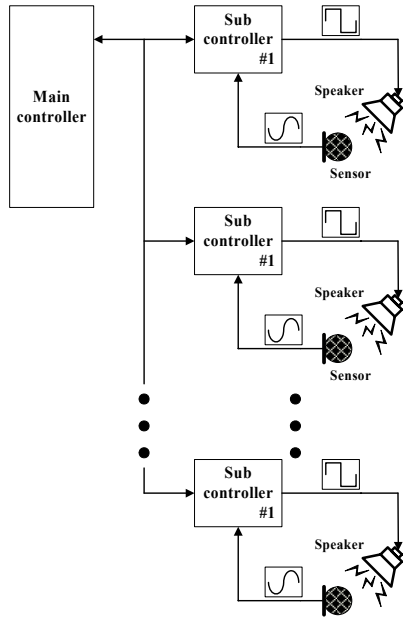 Main
controller
Sub
controller
#1
Speaker
Sensor
Sub
controller
#1
Speaker
Sensor
Sub
controller
#1
Speaker